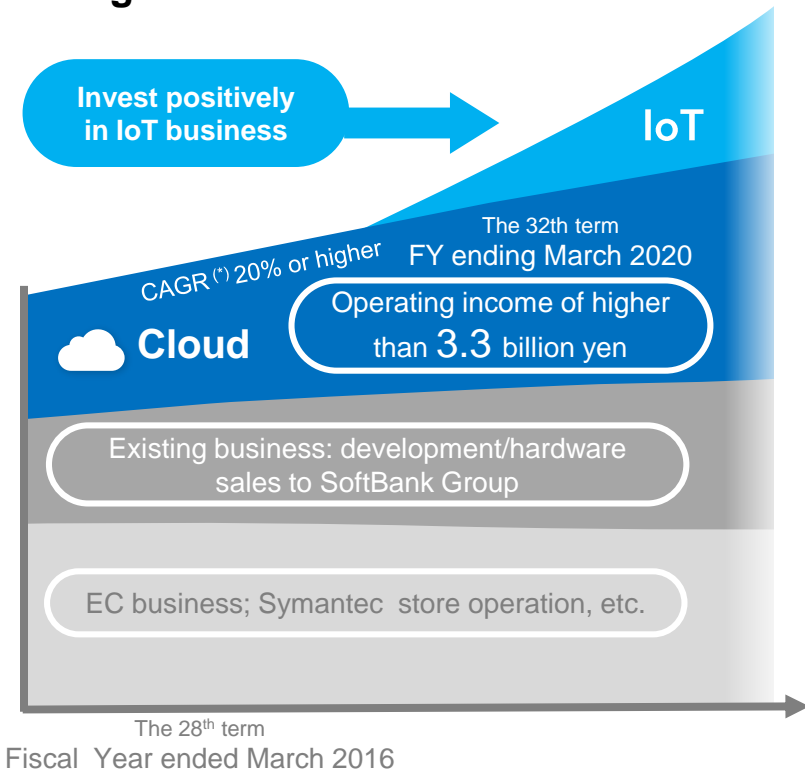 Invest positively
in IoT business
IoT
The 32th term
FY ending March 2020
CAGR (*) 20% or higher
Operating income of higher
than 3.3 billion yen
Cloud
Existing business: development/hardware
sales to SoftBank Group
EC business; Symantec store operation, etc.
The 28th term
Fiscal Year ended March 2016